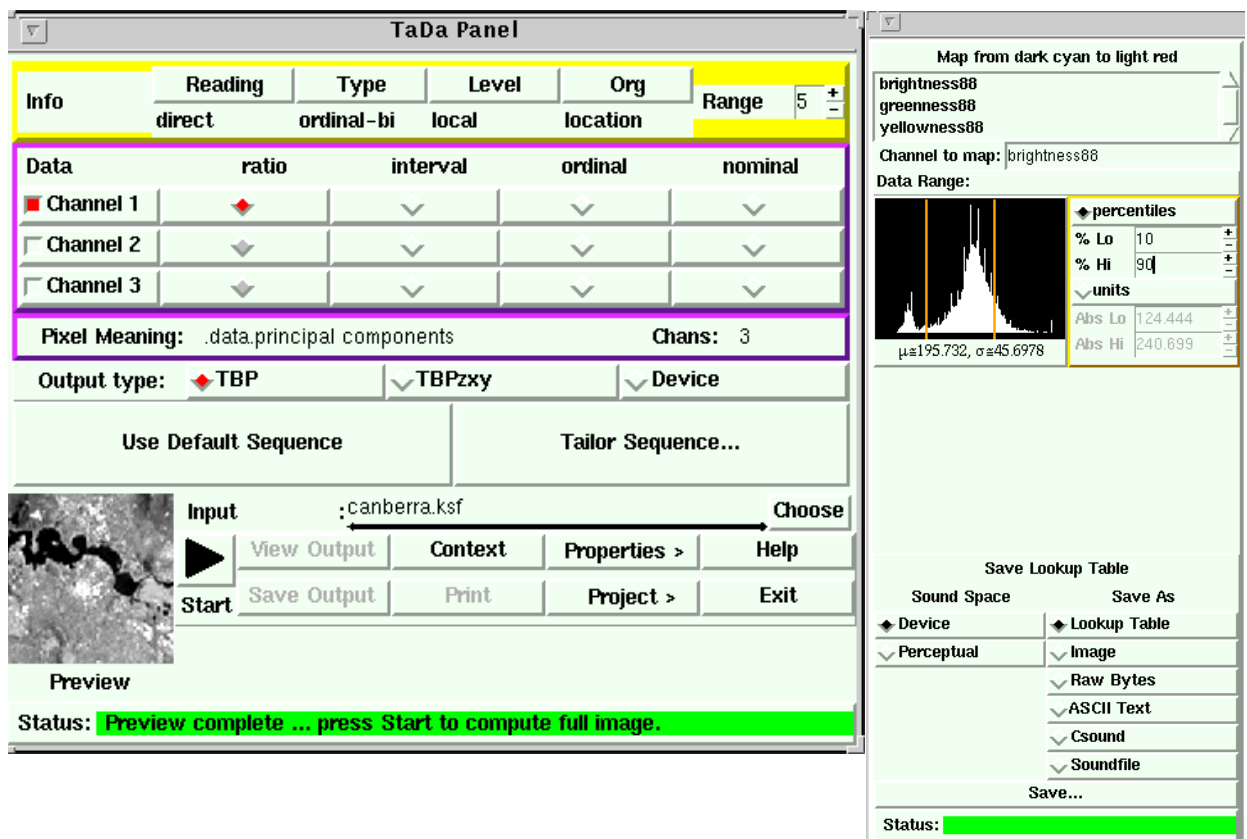 TaDa Panel
Info Reading Type Level Org Range 5 + -
direct ordinal-bi local location
Data ratio interval ordinal nominal
Channel 1
Channel 2
Channel 3
Pixel Meaning: .data.principal components Chans: 3
Output type: TBP TBPzxy Device
Use Default Sequence Tailor Sequence...
Input :canberra.ksf Choose
View Output Context Properties > Help
Start Save Output Print Project > Exit
Preview
Status: Preview complete ... press Start to compute full image.
Map from dark cyan to light red
brightness88
greenness88
yellowness88
Channel to map: brightness88
Data Range:
percentiles
% Lo 10 + -
% Hi 90 + -
units
Abs Lo 124.444 + -
Abs Hi 240.699 + -
μ≅195.732, σ≅45.6978
Save Lookup Table
Sound Space Save As
Device Lookup Table
Perceptual Image
Raw Bytes
ASCII Text
Csound
Soundfile
Save...
Status: